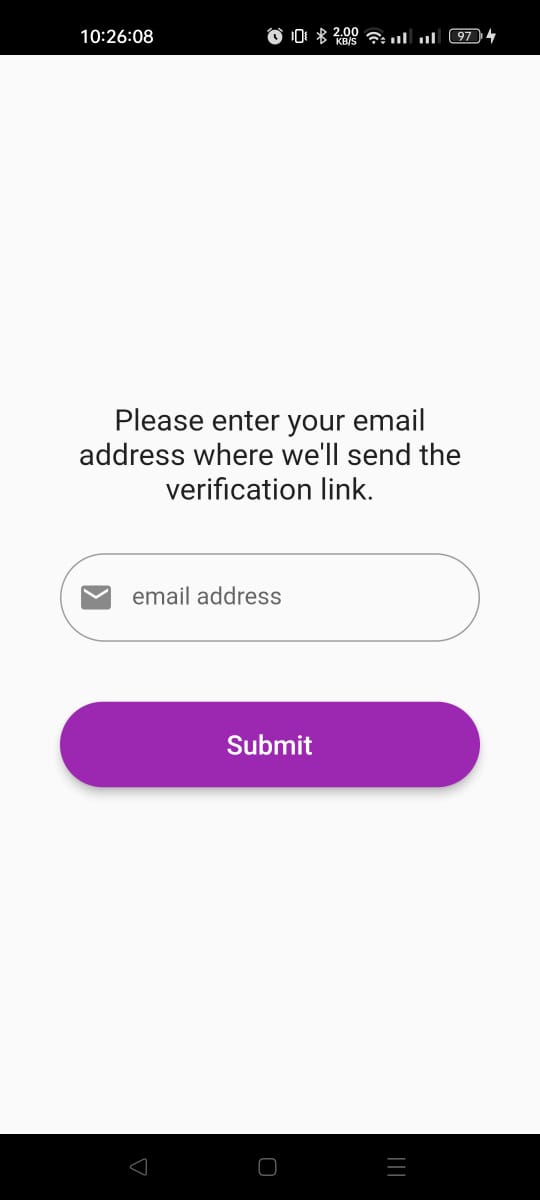 10:26:08
2.00
KB/S
97
Please enter your email
address where we'll send the
verification link.
email address
Submit